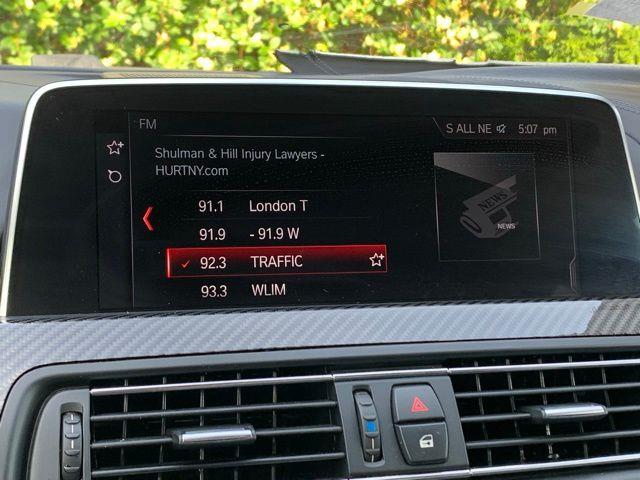 FM
S ALL NE 5:07 pm
Shulman & Hill Injury Lawyers -
HURTNY.com
91.1 London T
91.9 - 91.9 W
92.3 TRAFFIC
93.3 WLIM
NEWS
NEWS